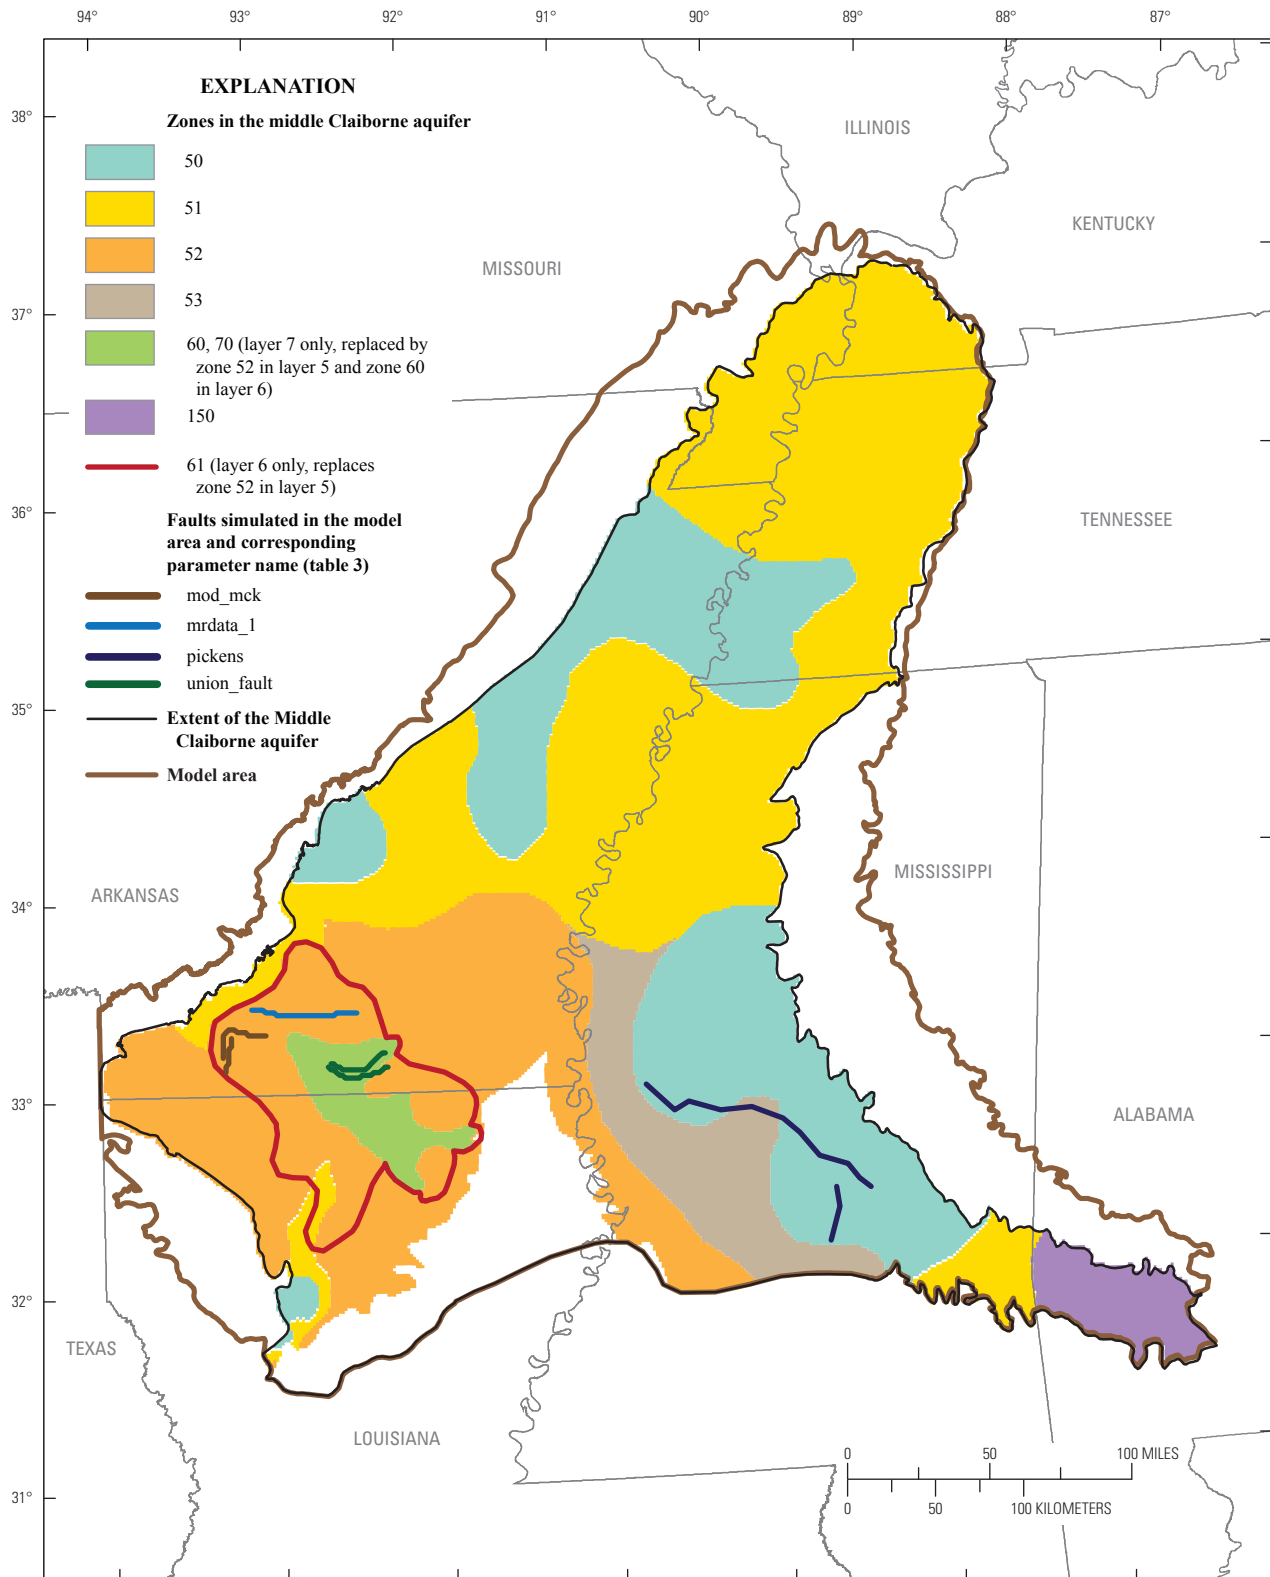 94° 93° 92° 91° 90° 89° 88° 87°
38°
37°
36°
35°
34°
33°
32°
31°
EXPLANATION
Zones in the middle Claiborne aquifer
50
51
52
53
60, 70 (layer 7 only, replaced by
zone 52 in layer 5 and zone 60
in layer 6)
150
61 (layer 6 only, replaces
zone 52 in layer 5)
Faults simulated in the model
area and corresponding
parameter name (table 3)
mod_mck
mrdata_1
pickens
union_fault
Extent of the Middle
Claiborne aquifer
Model area
ILLINOIS
KENTUCKY
MISSOURI
TENNESSEE
MISSISSIPPI
ARKANSAS
ALABAMA
TEXAS
LOUISIANA
0 50 100 MILES
0 50 100 KILOMETERS